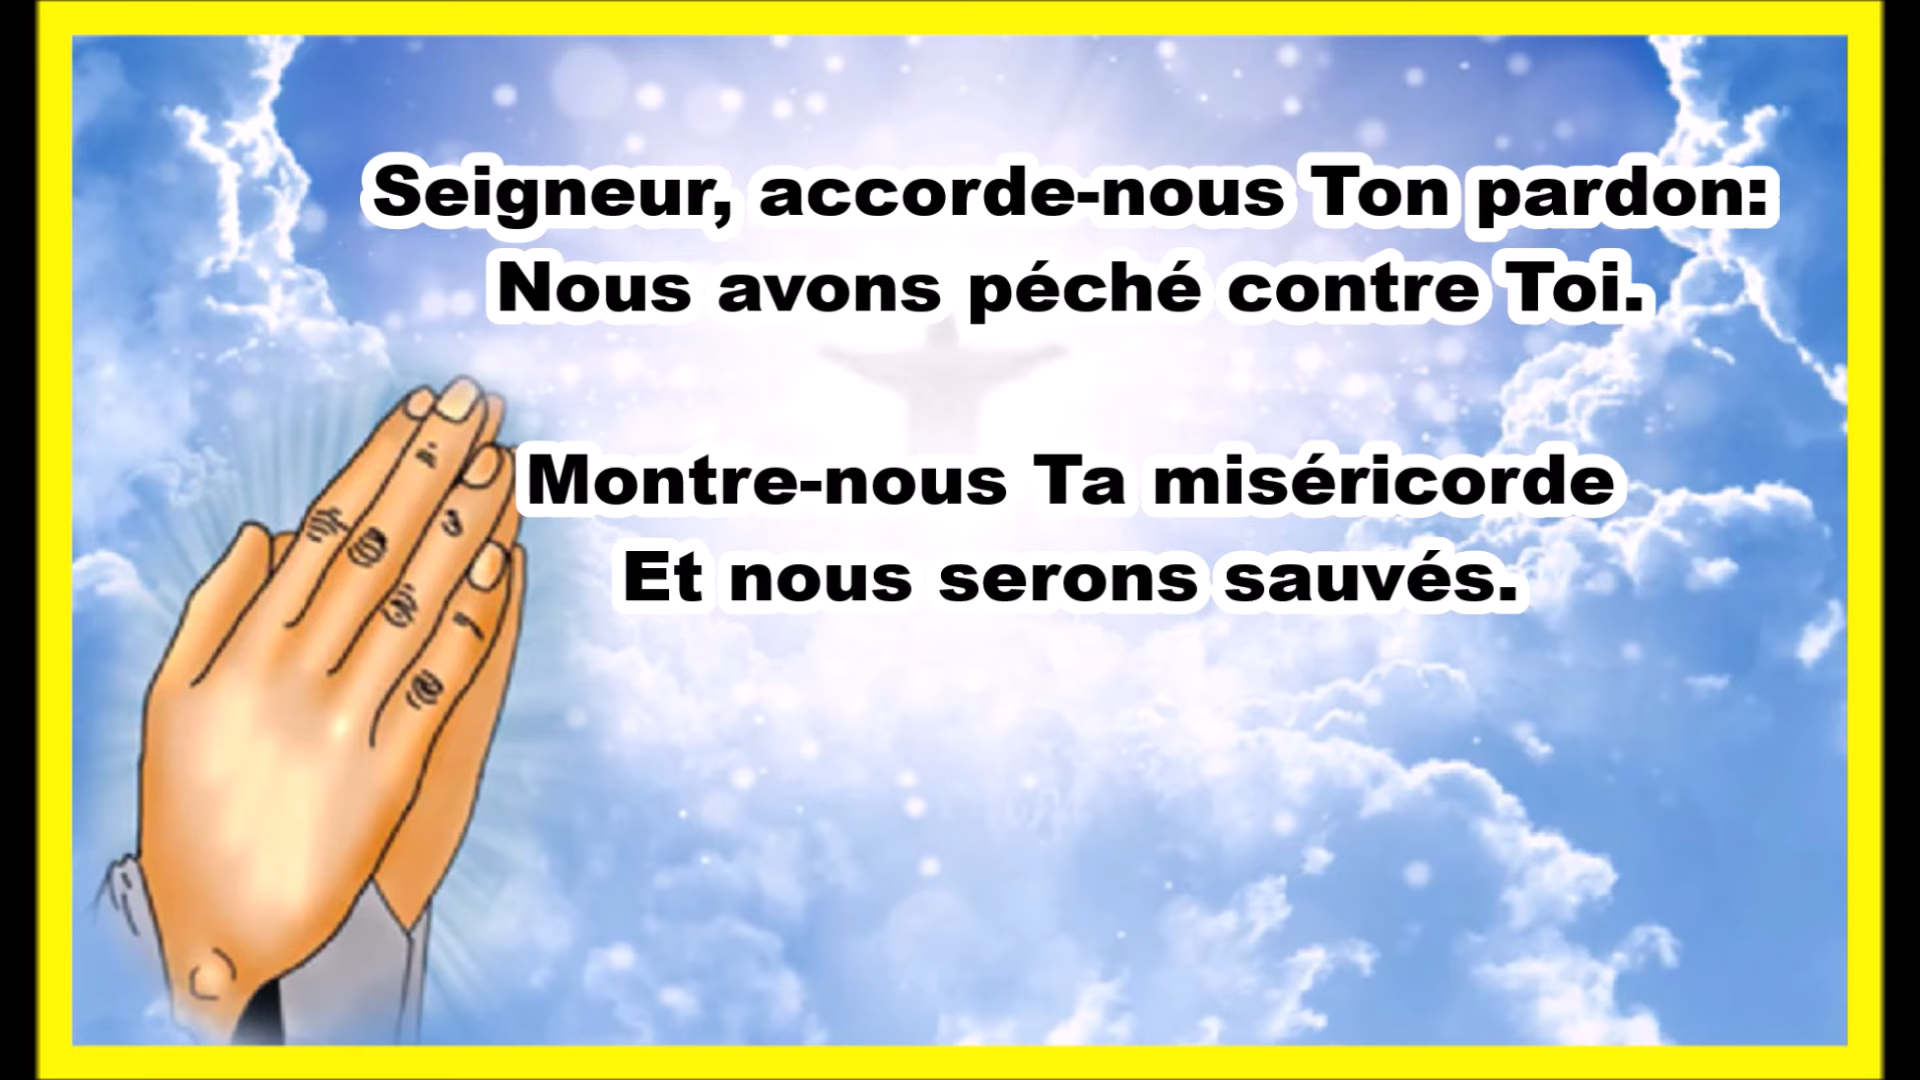 Seigneur, accorde-nous Ton pardon:
Nous avons péché contre Toi.
Montre-nous Ta miséricorde
Et nous serons sauvés.